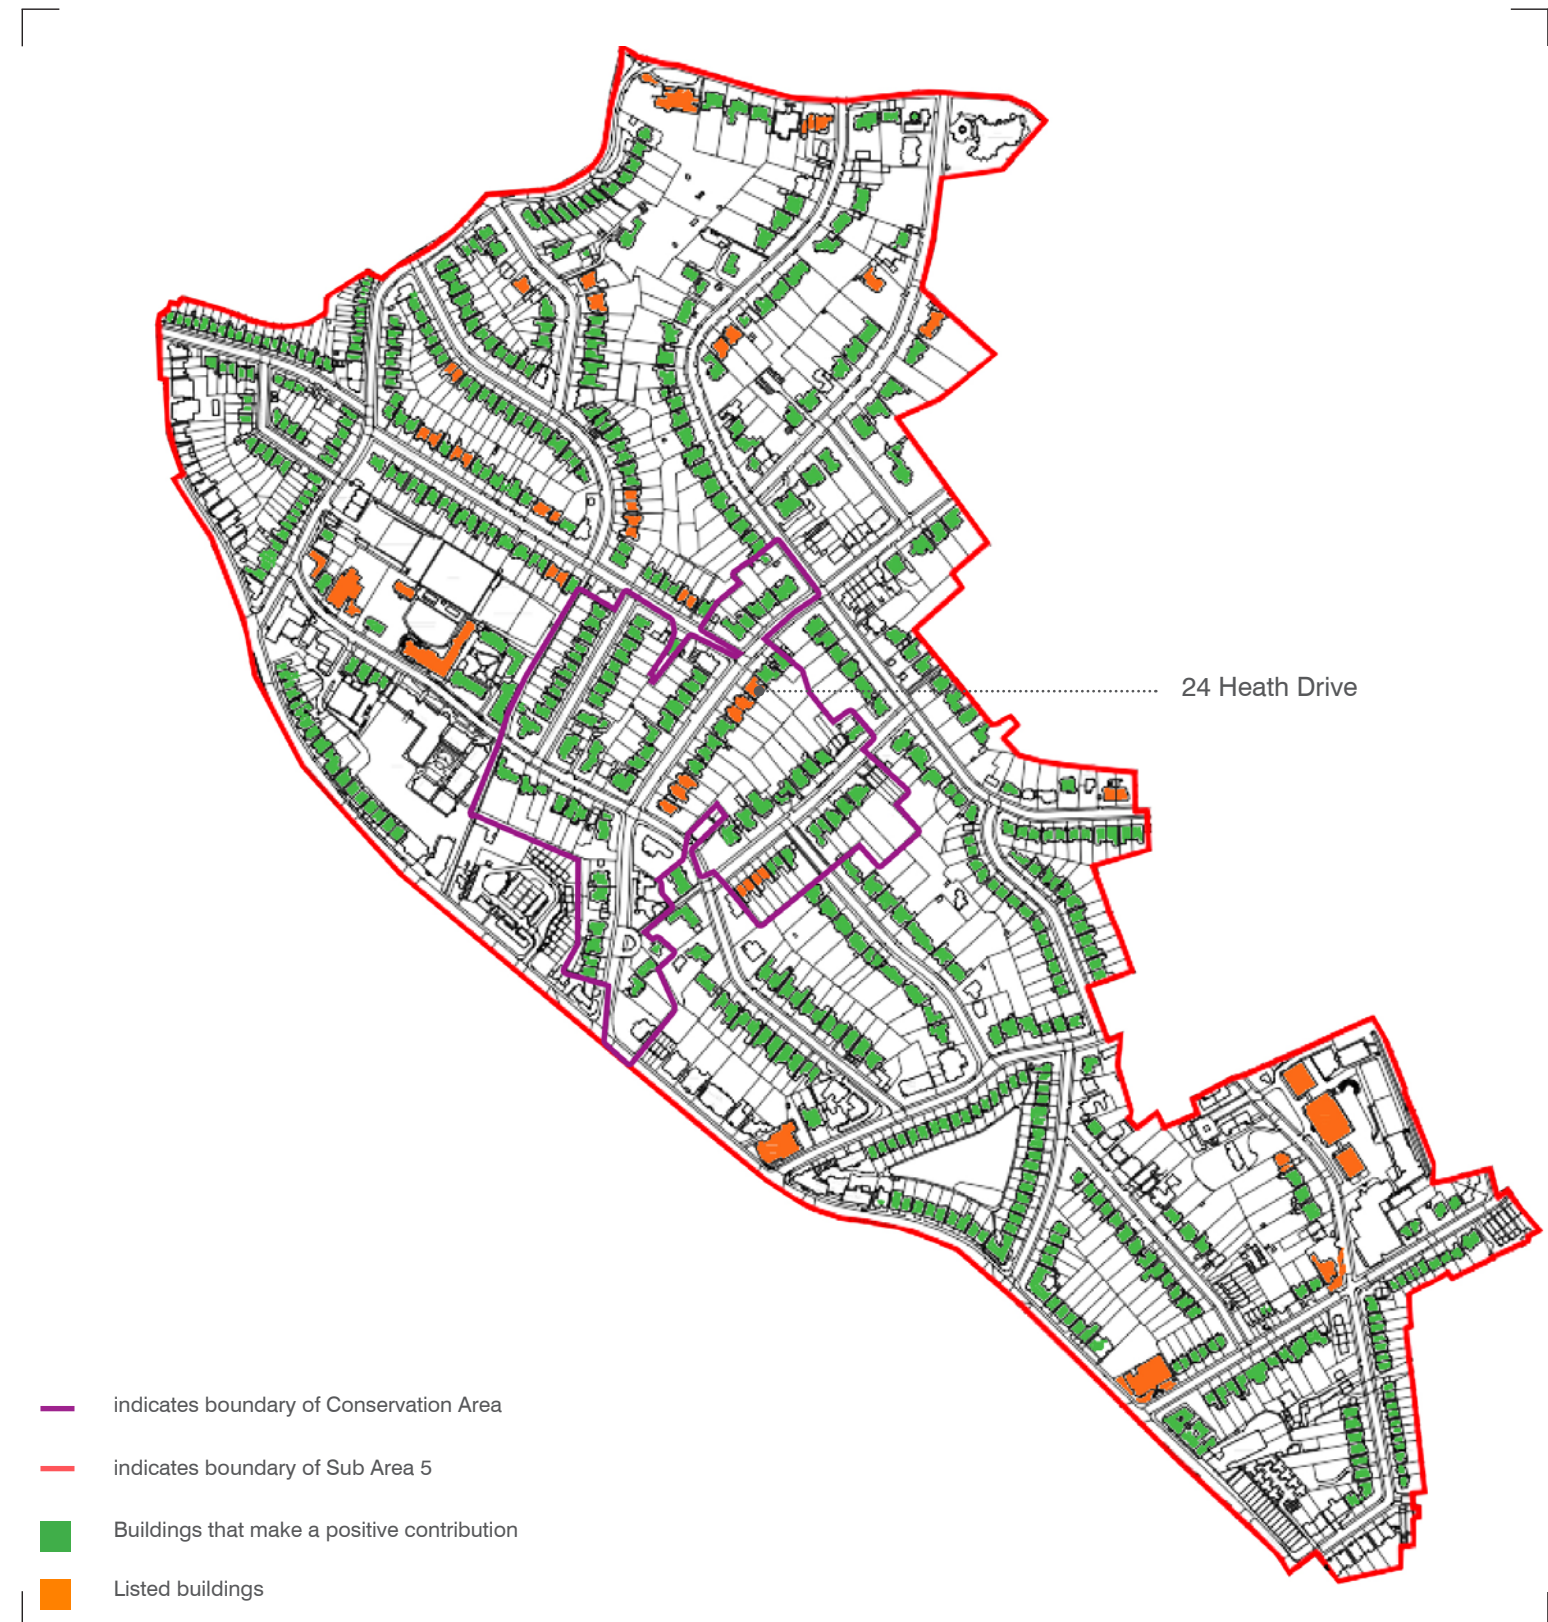 24 Heath Drive
indicates boundary of Conservation Area
indicates boundary of Sub Area 5
Buildings that make a positive contribution
Listed buildings